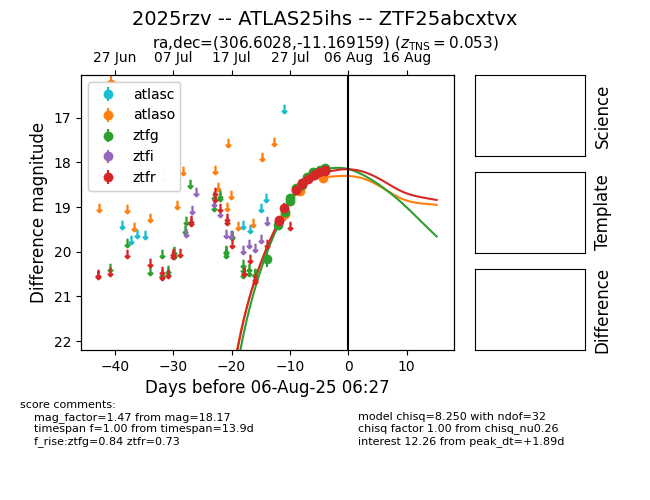 2025rzv -- ATLAS25ihs -- ZTF25abcxtvx
ra,dec=(306.6028,-11.169159) (z_TNS = 0.053)
27 Jun 07 Jul 17 Jul 27 Jul 06 Aug 16 Aug
atlasc
atlaso
ztfg
ztfi
ztfr
17
18
19
20
21
22
Difference magnitude
−40 −30 −20 −10 0 10
Days before 06-Aug-25 06:27
Science
Template
Difference
score comments:
mag_factor=1.47 from mag=18.17
timespan f=1.00 from timespan=13.9d
f_rise:ztfg=0.84 ztfr=0.73
model chisq=8.250 with ndof=32
chisq factor 1.00 from chisq_nu0.26
interest 12.26 from peak_dt=+1.89d